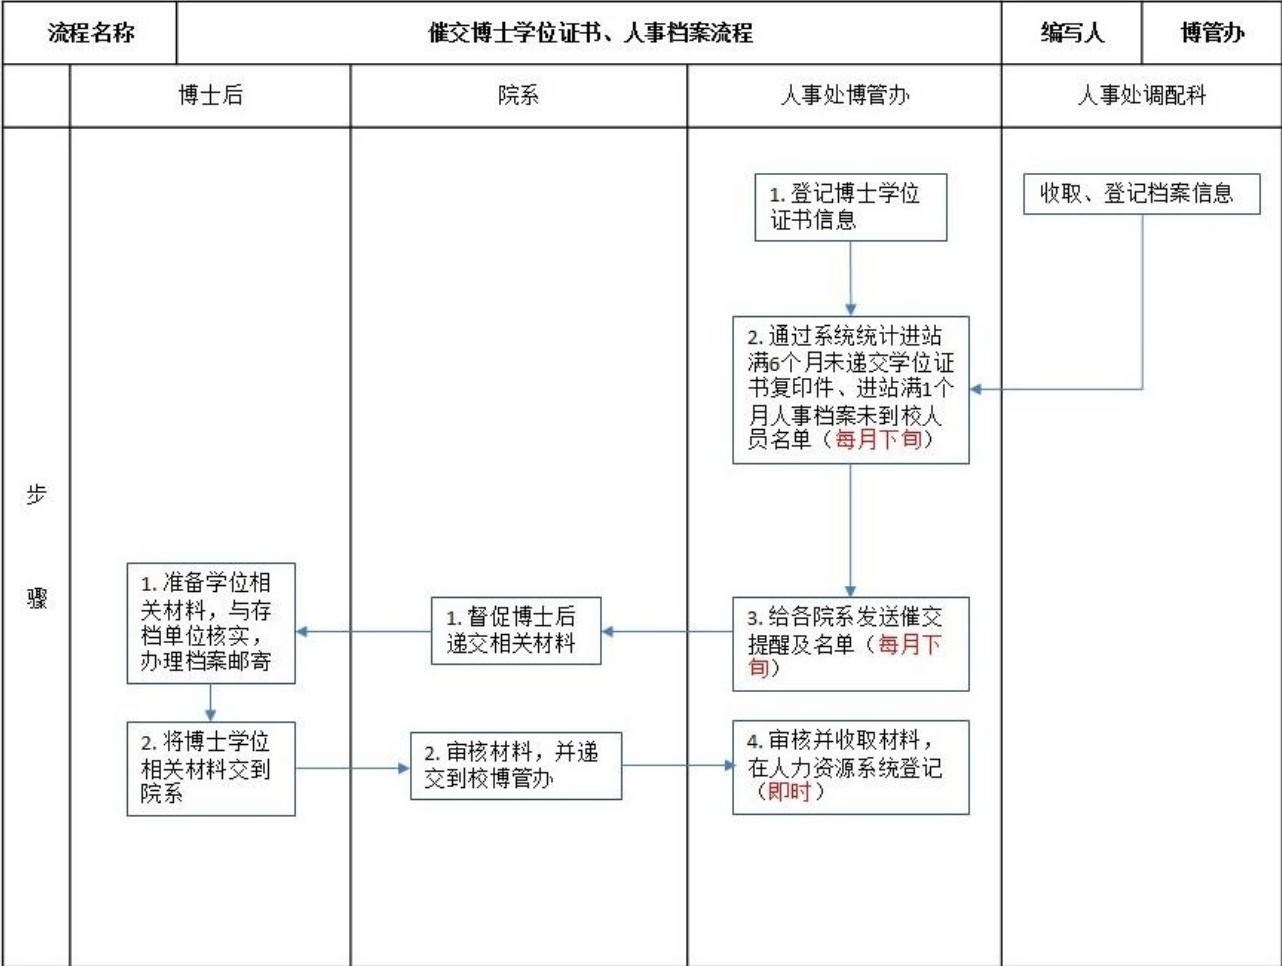 流程名称
催交博士学位证书、人事档案流程
编写人
博管办
博士后
院系
人事处博管办
人事处调配科
步
骤
1. 登记博士学位
证书信息
收取、登记档案信息
2. 通过系统统计进站
满6个月未递交学位证
书复印件、进站满1个
月人事档案未到校人
员名单（每月下旬）
1. 准备学位相
关材料，与存
档单位核实，
办理档案邮寄
1. 督促博士后
递交相关材料
3. 给各院系发送催交
提醒及名单（每月下
旬）
2. 将博士学位
相关材料交到
院系
2. 审核材料，并递
交到校博管办
4. 审核并收取材料，
在人力资源系统登记
（即时）